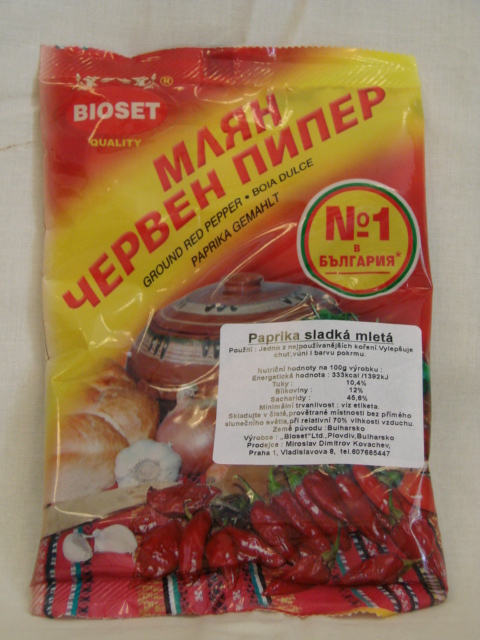 ®
BIOSET
QUALITY
МЛЯН
ЧЕРВЕН ПИПЕР
GROUND RED PEPPER • BOIA DULCE
PAPRIKA GEMAHLT
№1
в
БЪЛГАРИЯ*
Paprika sladká mletá
Použní : Jedno z nejpoužívanějších koření.Vylepšuje
chuť,vůni i barvu pokrmu.
Nutriční hodnoty na 100g výrobku :
Energetická hodnota : 333kcal /1392kJ
Tuky : 10,4%
Bílkoviny : 12%
Sacharidy : 45,6%
Minimální trvanlivost : viz etiketa.
Skladujte v čisté,provětrané místnosti bez přímého
slunečního světla,při relativní 70% vlhkosti vzduchu.
Země původu :Bulharsko
Výrobce : „Bioset"Ltd.,Plovdiv,Bulharsko
Prodejce : Miroslav Dimitrov Kovachev,
Praha 1, Vladislavova 8, tel.607665447